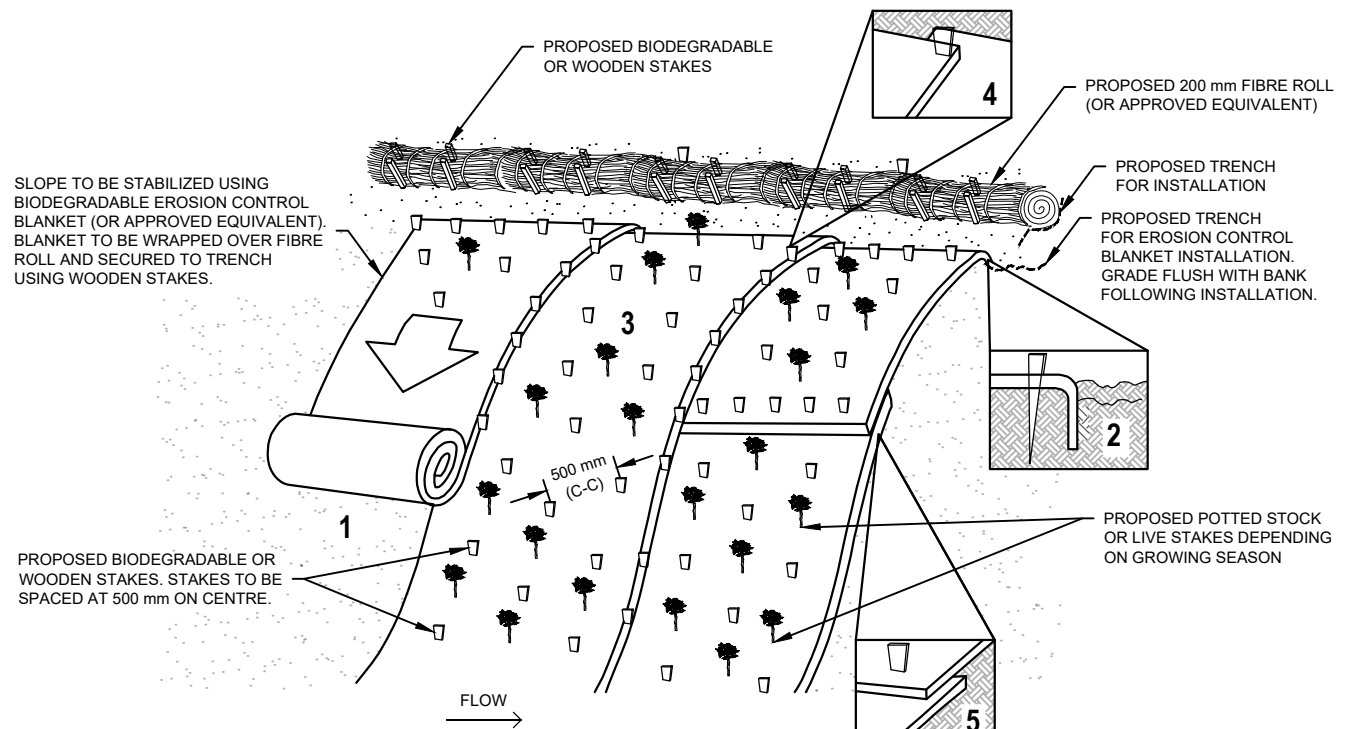 PROPOSED BIODEGRADABLE
OR WOODEN STAKES
4
PROPOSED 200 mm FIBRE ROLL
(OR APPROVED EQUIVALENT)
PROPOSED TRENCH
FOR INSTALLATION
SLOPE TO BE STABILIZED USING
BIODEGRADABLE EROSION CONTROL
BLANKET (OR APPROVED EQUIVALENT).
BLANKET TO BE WRAPPED OVER FIBRE
ROLL AND SECURED TO TRENCH
USING WOODEN STAKES.
PROPOSED TRENCH
FOR EROSION CONTROL
BLANKET INSTALLATION.
GRADE FLUSH WITH BANK
FOLLOWING INSTALLATION.
3
2
500 mm
(C-C)
1
PROPOSED BIODEGRADABLE OR
WOODEN STAKES. STAKES TO BE
SPACED AT 500 mm ON CENTRE.
PROPOSED POTTED STOCK
OR LIVE STAKES DEPENDING
ON GROWING SEASON
FLOW
5